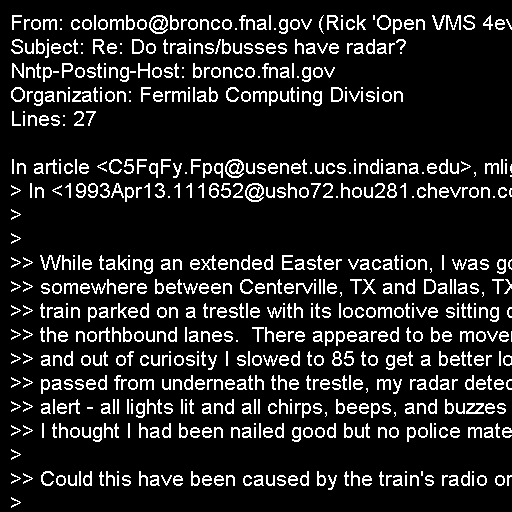 From: colombo@bronco.fnal.gov (Rick 'Open VMS 4ev
Subject: Re: Do trains/busses have radar?
Nntp-Posting-Host: bronco.fnal.gov
Organization: Fermilab Computing Division
Lines: 27

In article <C5FqFy.Fpq@usenet.ucs.indiana.edu>, mlig
> In <1993Apr13.111652@usho72.hou281.chevron.co
>
>
>> While taking an extended Easter vacation, I was go
>> somewhere between Centerville, TX and Dallas, TX
>> train parked on a trestle with its locomotive sitting
>> the northbound lanes.  There appeared to be mover
>> and out of curiosity I slowed to 85 to get a better lo
>> passed from underneath the trestle, my radar detec
>> alert - all lights lit and all chirps, beeps, and buzzes
>> I thought I had been nailed good but no police mate
>
>> Could this have been caused by the train's radio or
>